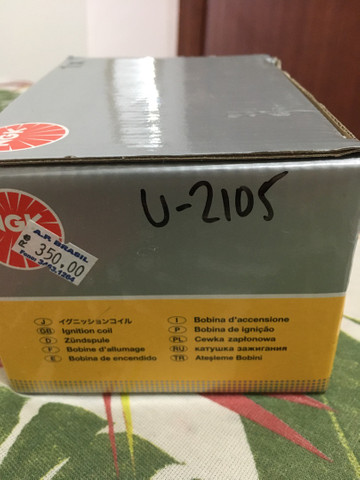 NGK
U-2105
NGK
A.P. BRASIL
R$ 350,00
J イグニッションコイル
GB Ignition coil
D Zündspule
F Bobine d'allumage
E Bobina de encendido
I Bobina d'accensione
P Bobina de ignição
PL Cewka zapłonowa
RU катушка зажигания
TR Ateşleme Bobini